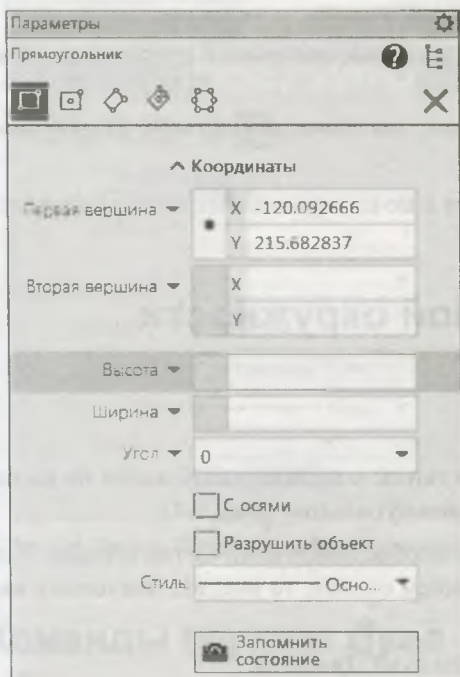 Параметры
Прямоугольник
?
Координаты
Первая вершина
X -120.092666
Y 215.682837
Вторая вершина
X
Y
Высота
Ширина
Угол 0
С осями
Разрушить объект
Стиль Осно...
Запомнить
состояние